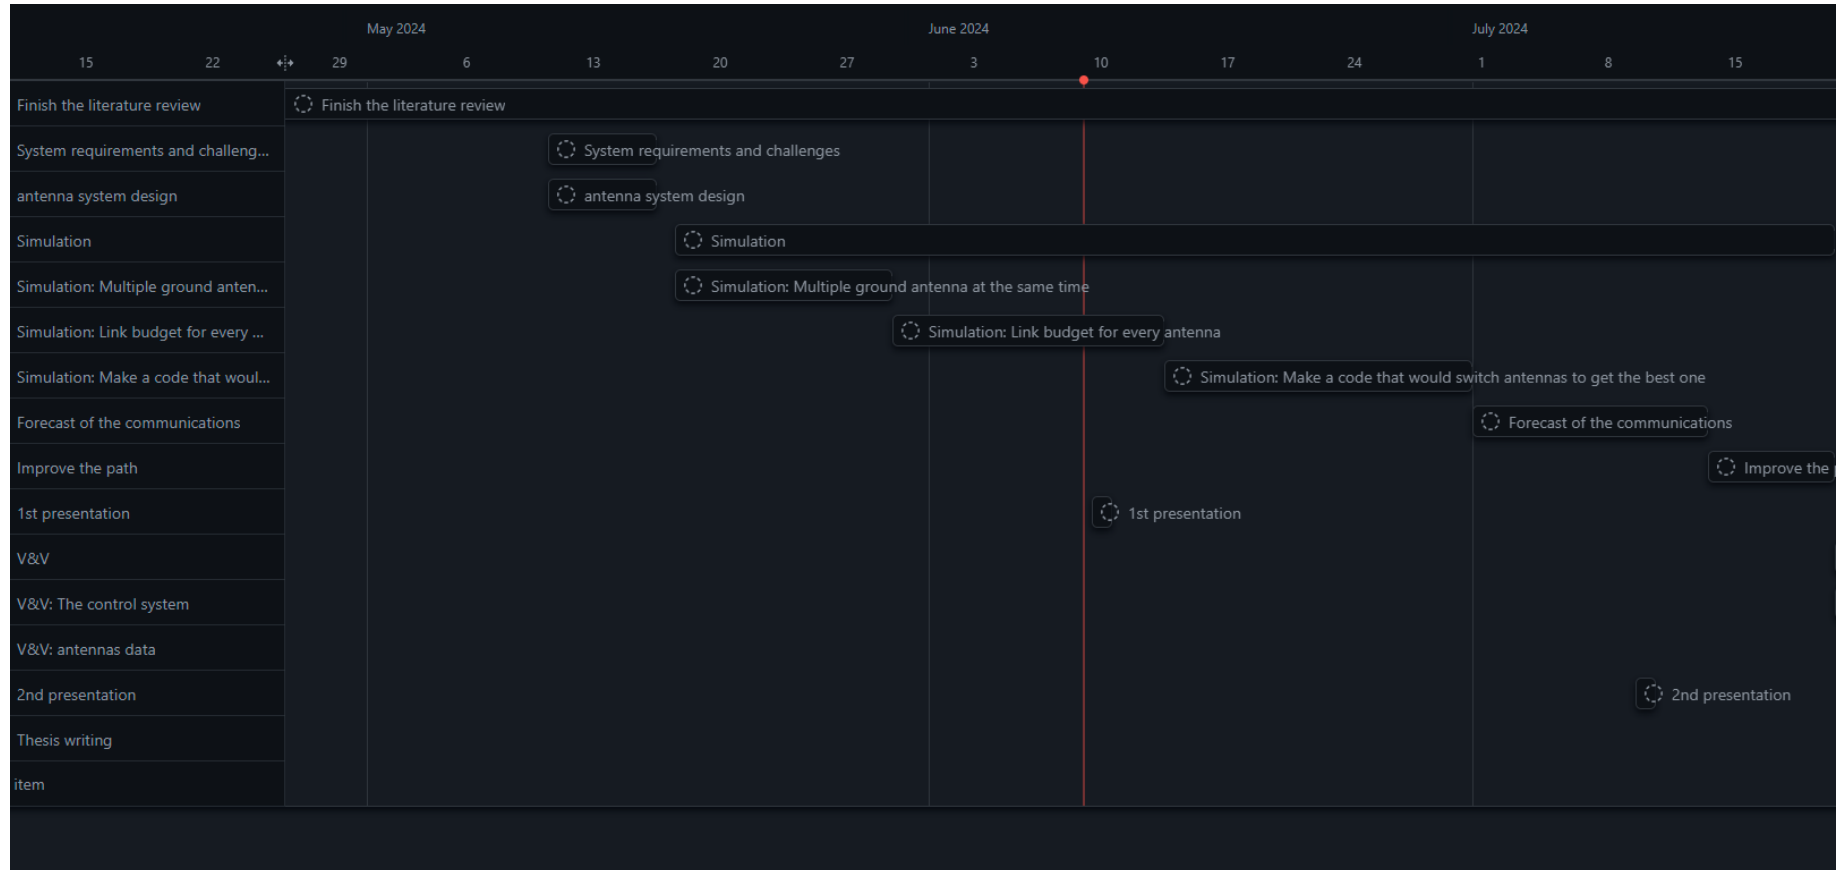 May 2024 June 2024 July 2024
15 22 29 6 13 20 27 3 10 17 24 1 8 15
Finish the literature review Finish the literature review
System requirements and challeng... System requirements and challenges
antenna system design antenna system design
Simulation Simulation
Simulation: Multiple ground anten... Simulation: Multiple ground antenna at the same time
Simulation: Link budget for every ... Simulation: Link budget for every antenna
Simulation: Make a code that woul... Simulation: Make a code that would switch antennas to get the best one
Forecast of the communications Forecast of the communications
Improve the path Improve the
1st presentation 1st presentation
V&V
V&V: The control system
V&V: antennas data
2nd presentation 2nd presentation
Thesis writing
item